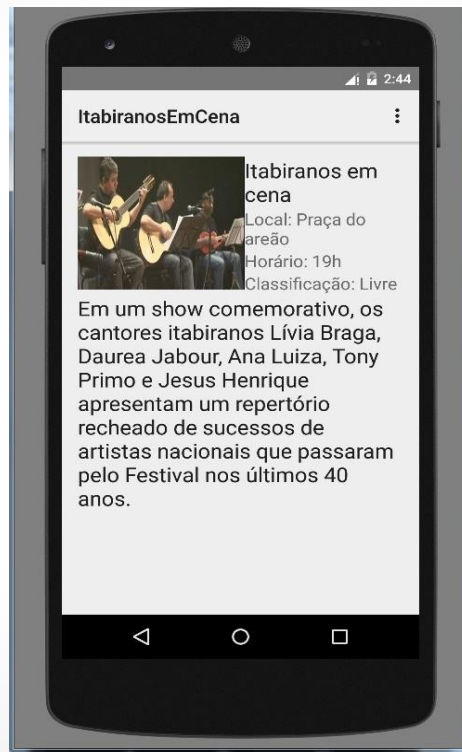 2:44
ItabiranosEmCena
Itabiranos em
cena
Local: Praça do
areão
Horário: 19h
Classificação: Livre
Em um show comemorativo, os
cantores itabiranos Lívia Braga,
Daurea Jabour, Ana Luiza, Tony
Primo e Jesus Henrique
apresentam um repertório
recheado de sucessos de
artistas nacionais que passaram
pelo Festival nos últimos 40
anos.